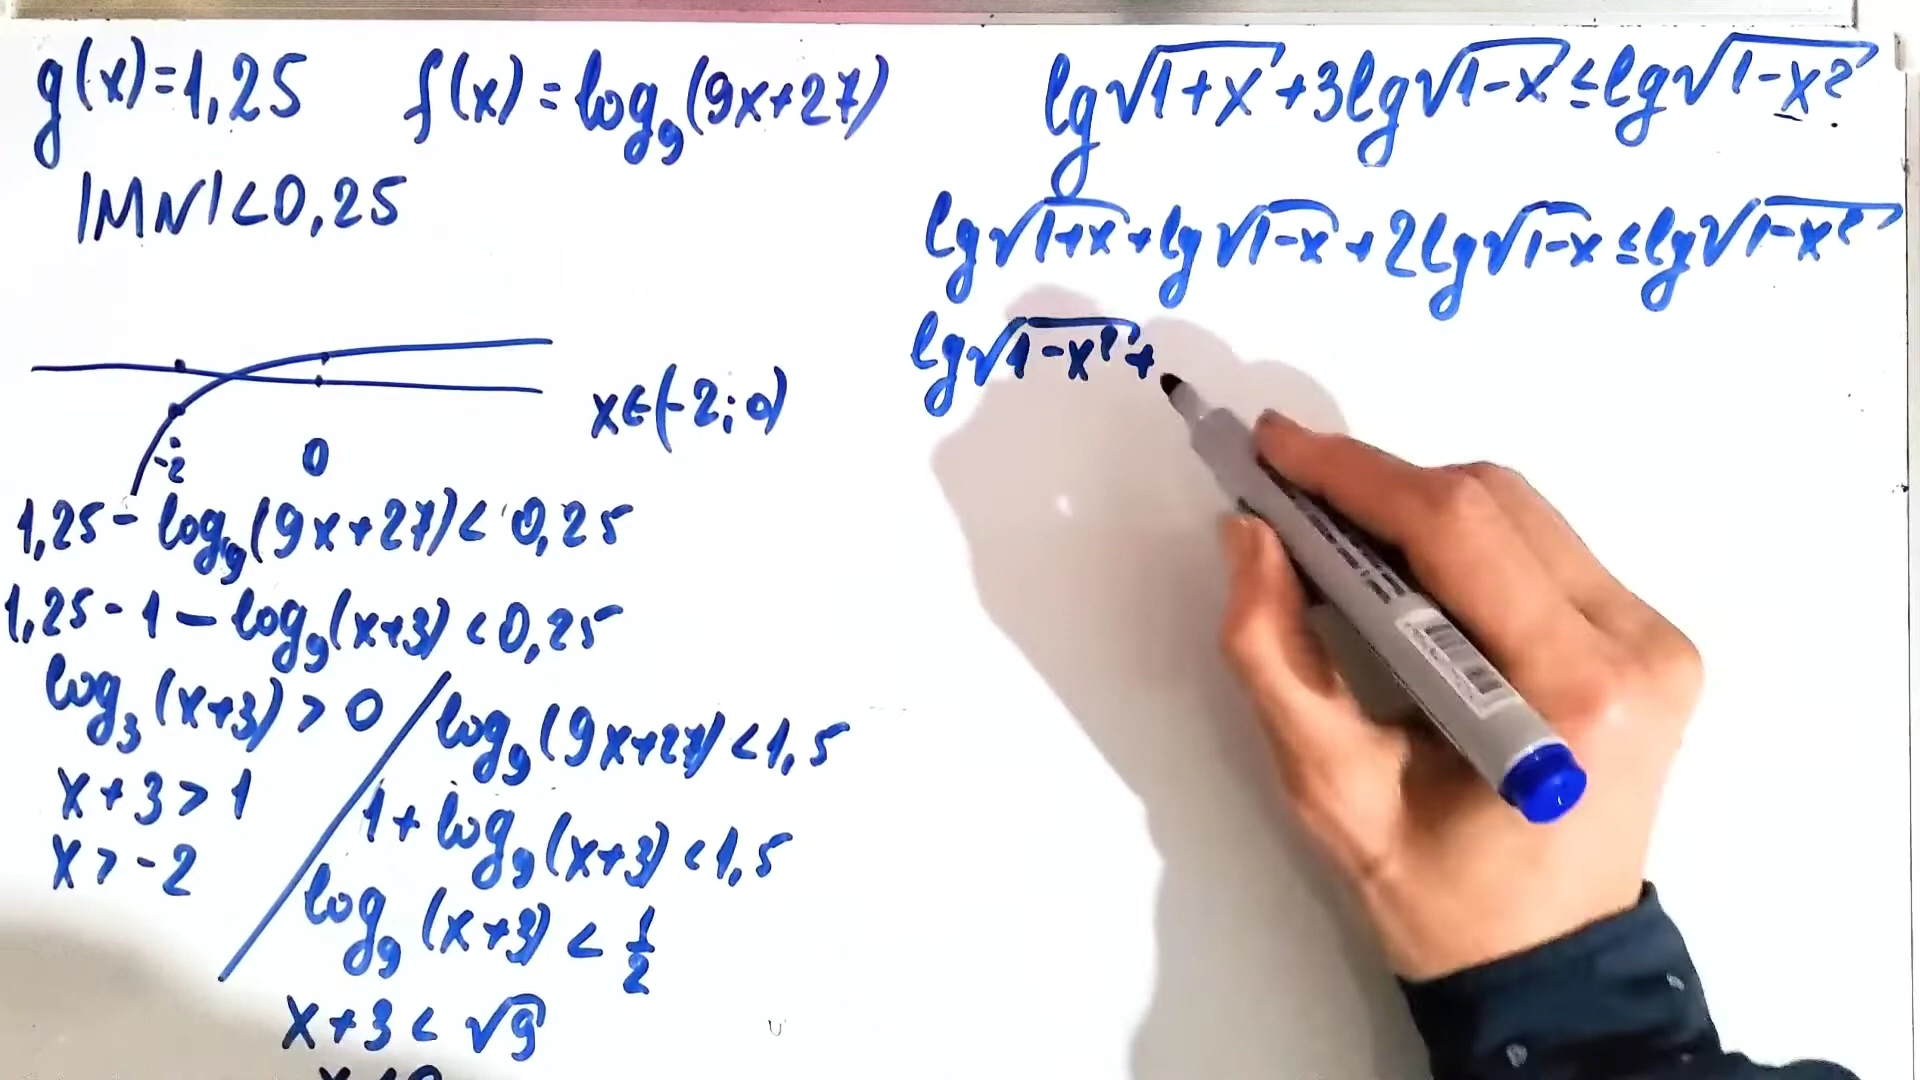 g(x)=1,25 f(x)=log₉(9x+27)
|MN|<0,25
x∈(-2;0)
-2 0
1,25-log₉(9x+27)<0,25
1,25-1-log₉(x+3)<0,25
log₃(x+3)>0
x+3>1
x>-2
log₉(9x+27)<1,5
1+log₉(x+3)<1,5
log₉(x+3)<1/2
x+3<√9
lg√(1+x)+3lg√(1-x)≤lg√(1-x²)
lg√(1+x)+lg√(1-x)+2lg√(1-x)≤lg√(1-x²)
lg√(1-x²)+